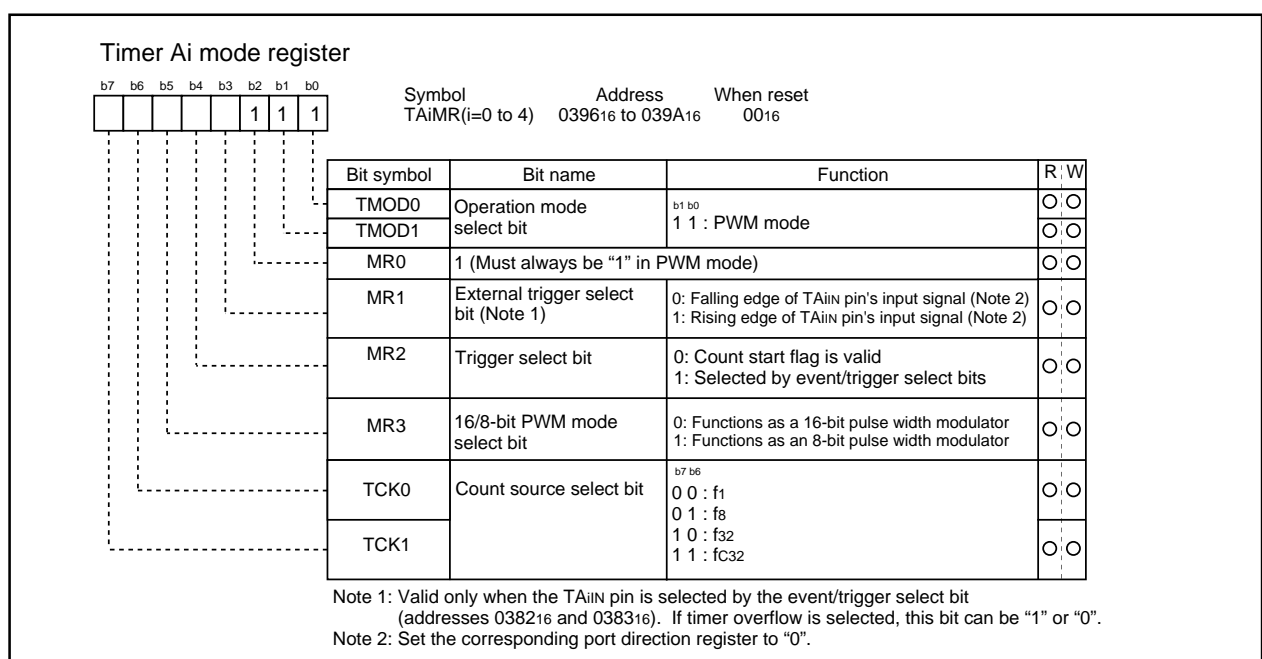 Timer Ai mode register
b7 b6 b5 b4 b3 b2 b1 b0
1 1 1
Symbol Address When reset
TAiMR(i=0 to 4) 039616 to 039A16 0016
Bit symbol Bit name Function R W
TMOD0 Operation mode select bit b1 b0
TMOD1 1 1 : PWM mode
MR0 1 (Must always be “1” in PWM mode)
MR1 External trigger select bit (Note 1) 0: Falling edge of TAiIN pin's input signal (Note 2)
1: Rising edge of TAiIN pin's input signal (Note 2)
MR2 Trigger select bit 0: Count start flag is valid
1: Selected by event/trigger select bits
MR3 16/8-bit PWM mode select bit 0: Functions as a 16-bit pulse width modulator
1: Functions as an 8-bit pulse width modulator
TCK0 Count source select bit b7 b6
0 0 : f1
0 1 : f8
TCK1 1 0 : f32
1 1 : fC32
Note 1: Valid only when the TAiIN pin is selected by the event/trigger select bit
(addresses 038216 and 038316). If timer overflow is selected, this bit can be “1” or “0”.
Note 2: Set the corresponding port direction register to “0”.